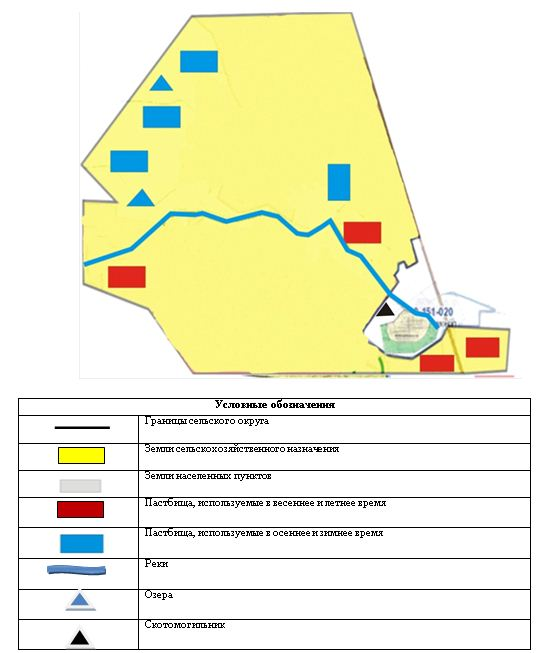 151-020
Условные обозначения
Границы сельского округа
Земли сельскохозяйственного назначения
Земли населенных пунктов
Пастбища, используемые в весеннее и летнее время
Пастбища, используемые в осеннее и зимнее время
Реки
Озера
Скотомогильник